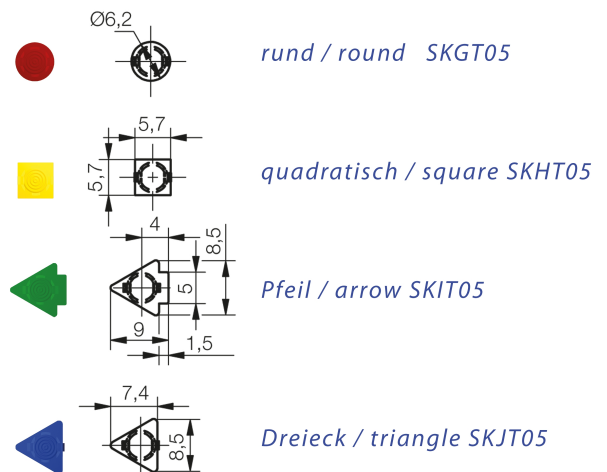 Ø6,2
rund / round SKGT05
5,7
5,7
quadratisch / square SKHT05
4
8,5
5
9
1,5
Pfeil / arrow SKIT05
7,4
8,5
Dreieck / triangle SKJT05